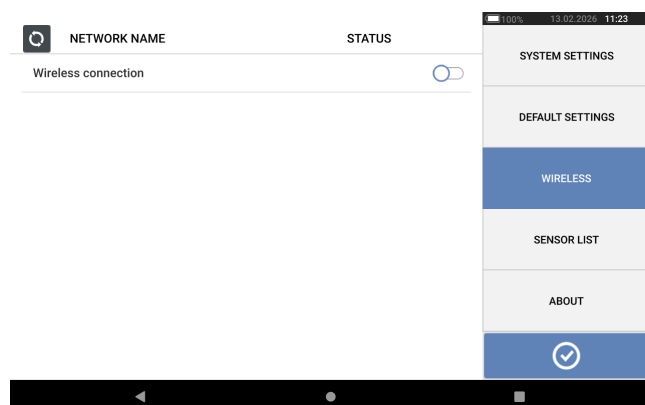 100% 13.02.2026 11:23
NETWORK NAME STATUS
Wireless connection
SYSTEM SETTINGS
DEFAULT SETTINGS
WIRELESS
SENSOR LIST
ABOUT